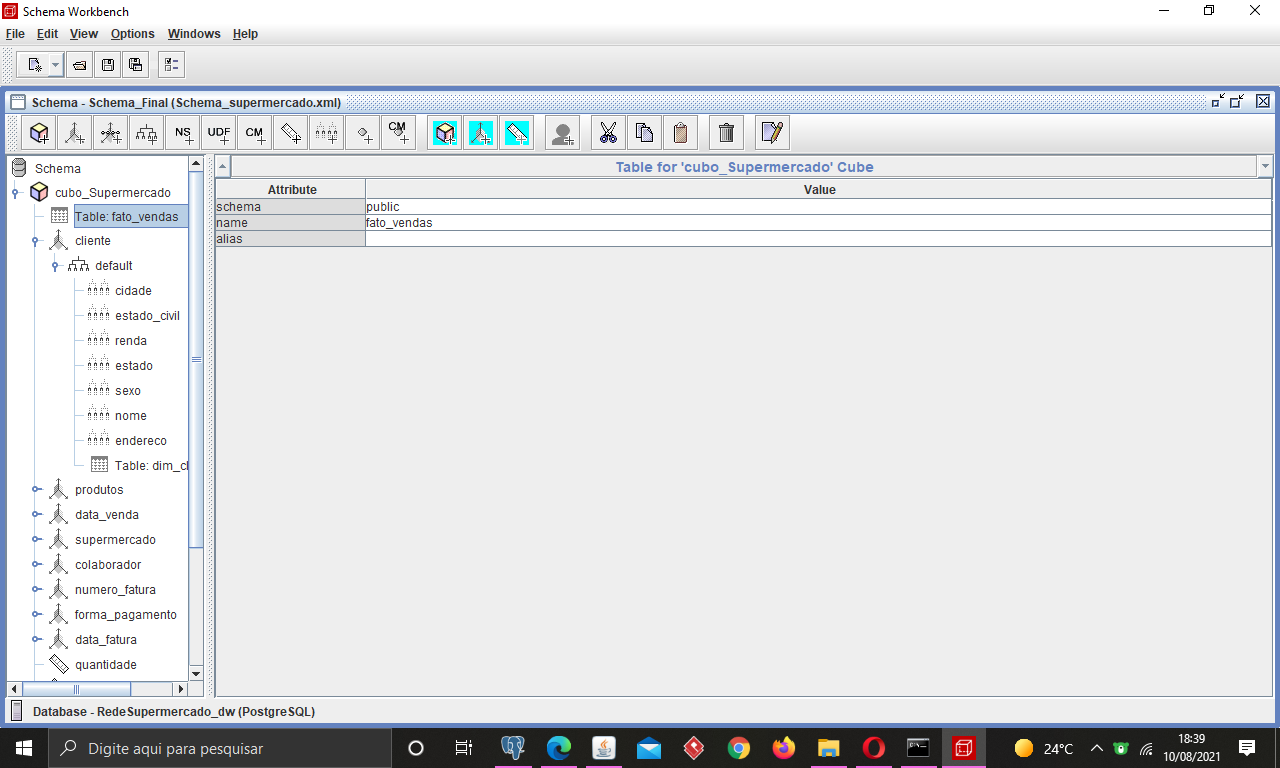 Schema Workbench
File Edit View Options Windows Help
Schema - Schema_Final (Schema_supermercado.xml)
NS UDF CM CM
Schema
cubo_Supermercado
Table: fato_vendas
cliente
default
cidade
estado_civil
renda
estado
sexo
nome
endereco
Table: dim_cl
produtos
data_venda
supermercado
colaborador
numero_fatura
forma_pagamento
data_fatura
quantidade
Table for 'cubo_Supermercado' Cube
Attribute Value
schema public
name fato_vendas
alias
Database - RedeSupermercado_dw (PostgreSQL)
Digite aqui para pesquisar
24°C
18:39
10/08/2021